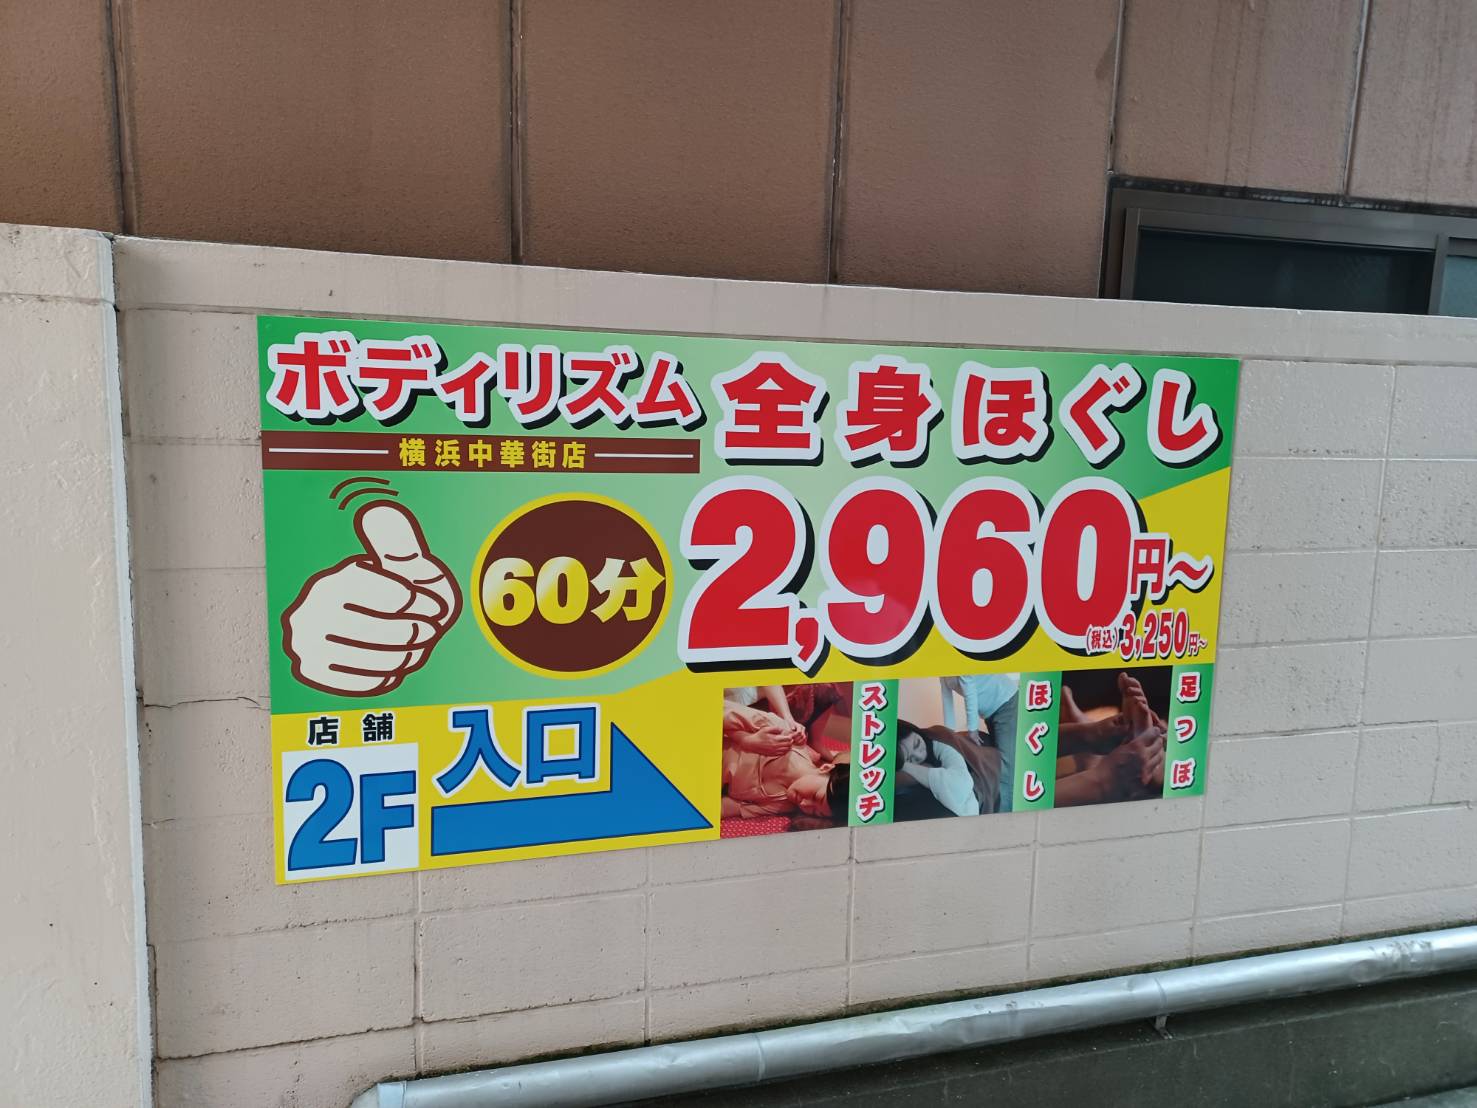 ボディリズム
横浜中華街店
全身ほぐし
60分
2,960円～
(税込)3,250円～
店舗
2F
入口
ストレッチ
ほぐし
足つぼ